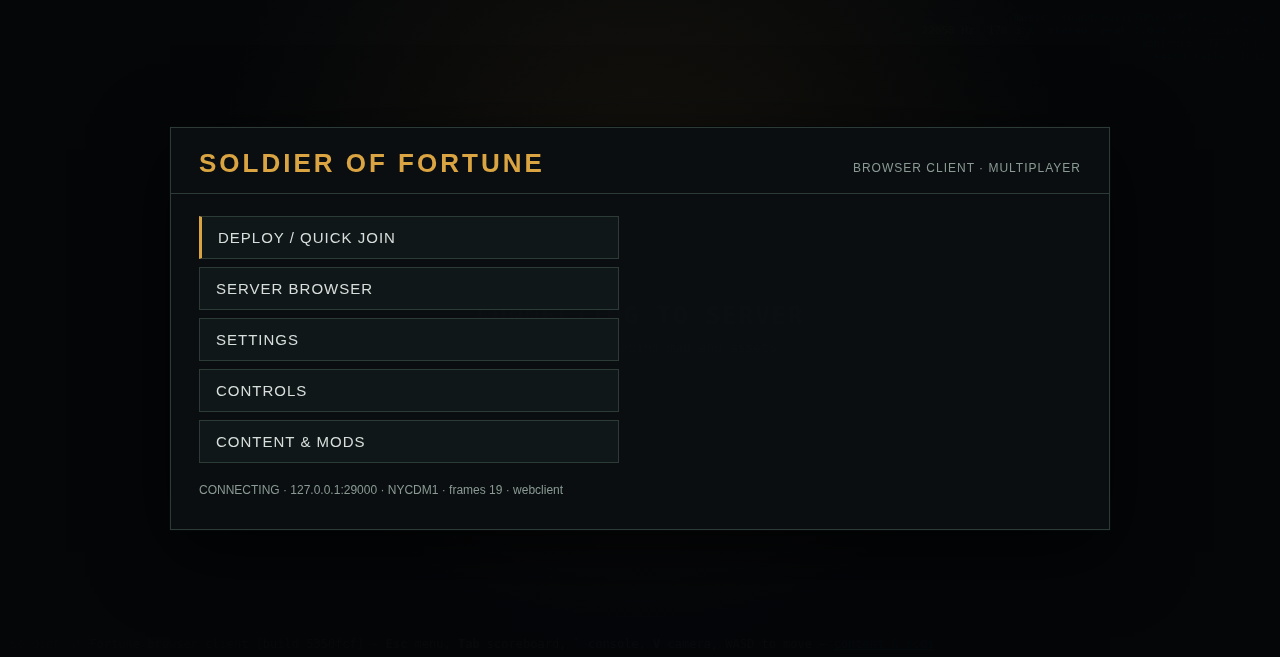 SOLDIER OF FORTUNE
BROWSER CLIENT · MULTIPLAYER
DEPLOY / QUICK JOIN
SERVER BROWSER
SETTINGS
CONTROLS
CONTENT & MODS
CONNECTING · 127.0.0.1:29000 · NYCDM1 · frames 19 · webclient